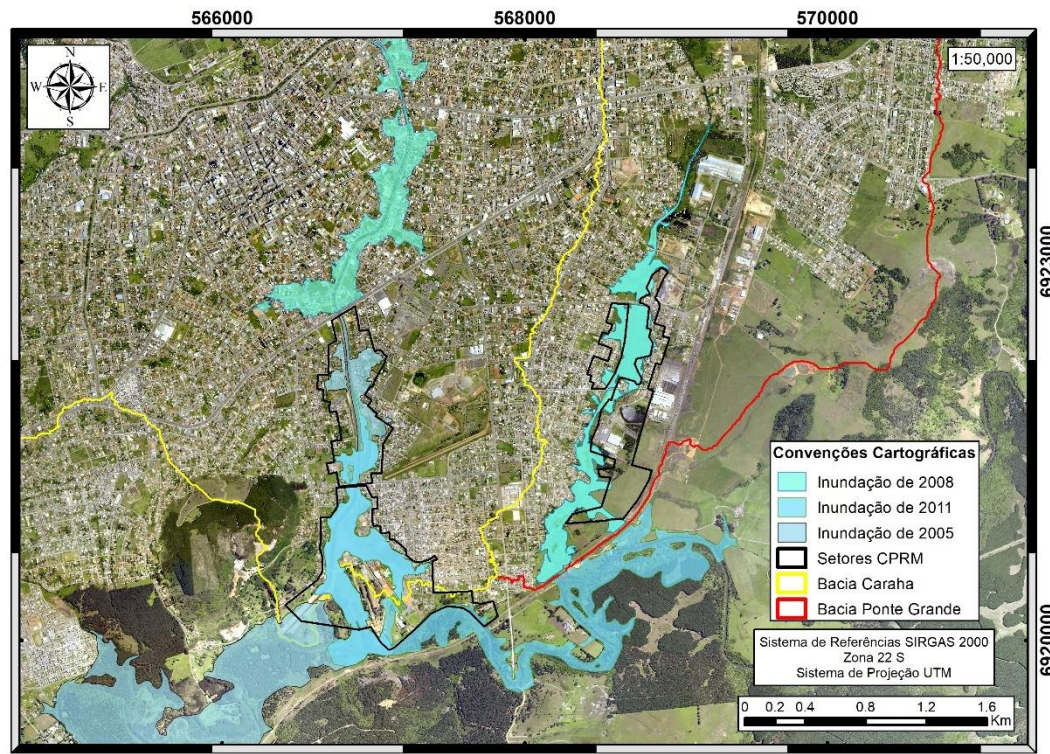 566000
568000
570000
N
W
E
S
1:50,000
6923000
Convenções Cartográficas
Inundação de 2008
Inundação de 2011
Inundação de 2005
Setores CPRM
Bacia Caraha
Bacia Ponte Grande
Sistema de Referências SIRGAS 2000
Zona 22 S
Sistema de Projeção UTM
6920000
0 0.2 0.4 0.8 1.2 1.6
Km